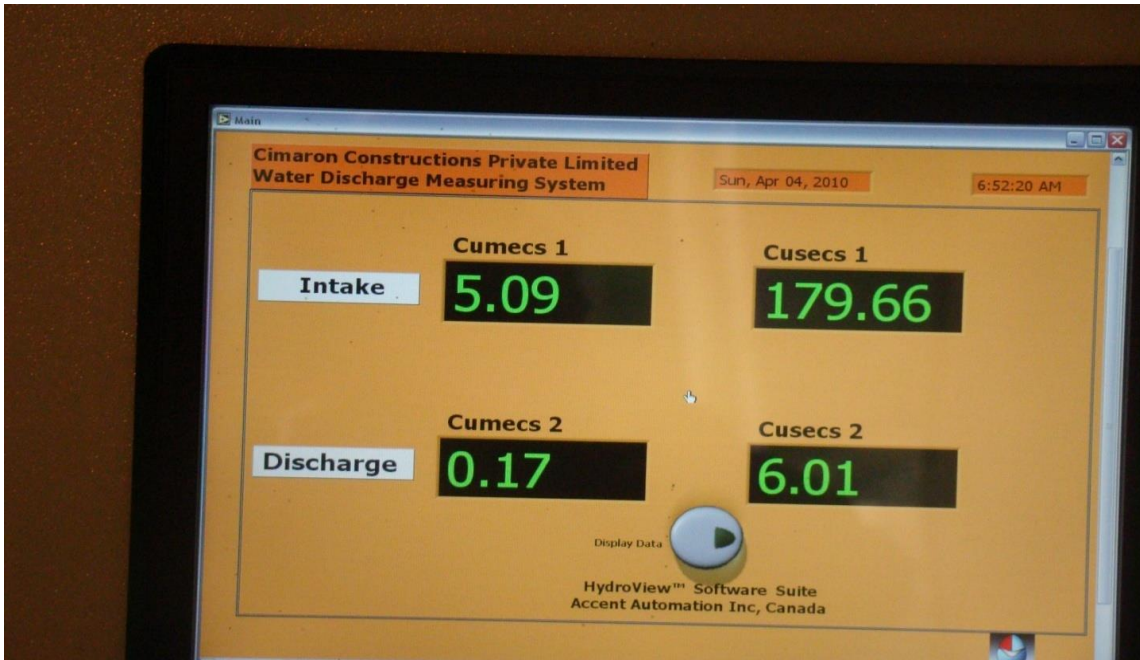 Main
Cimaron Constructions Private Limited
Water Discharge Measuring System
Sun, Apr 04, 2010
6:52:20 AM
Cumecs 1
Cusecs 1
Intake
5.09
179.66
Cumecs 2
Cusecs 2
Discharge
0.17
6.01
Display Data
HydroView™ Software Suite
Accent Automation Inc, Canada